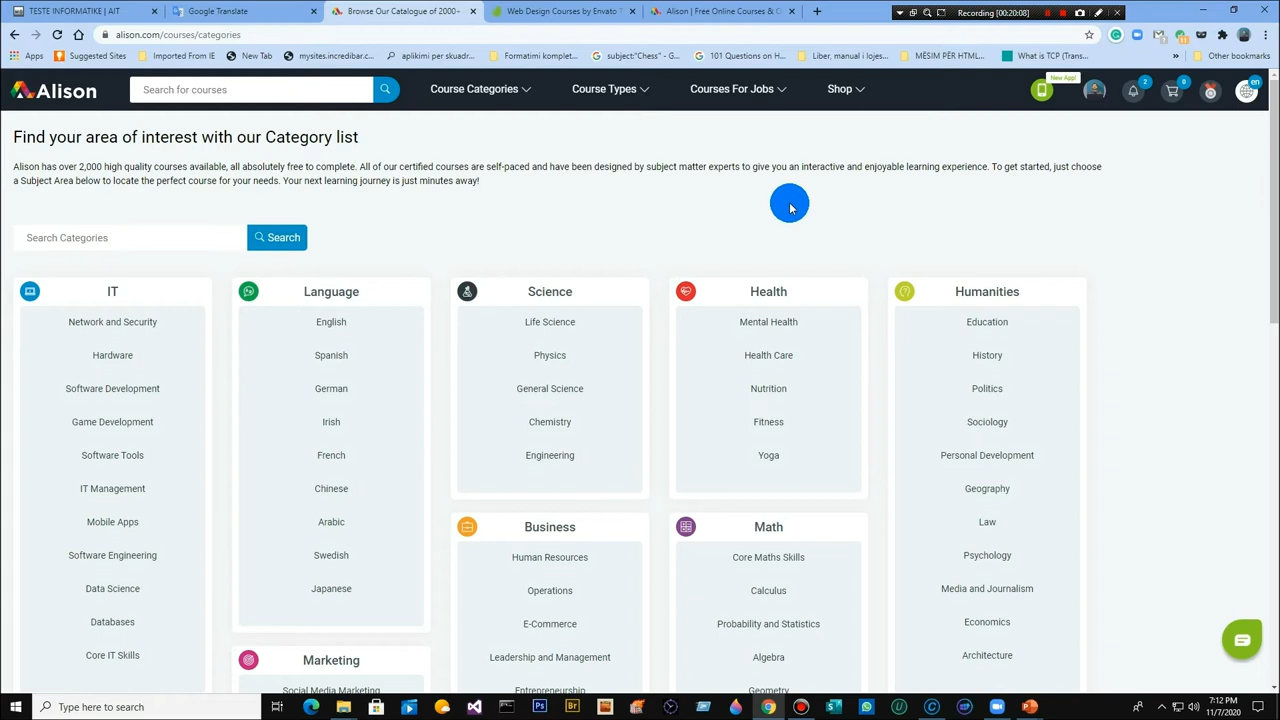 TESTE INFORMATIKE | AIT
Google Translate
Browse Our Catalogue of 2000+
Web Design Courses by Envato T
Alison | Free Online Courses & C
Recording [00:20:08]
alison.com/courses/categories
Apps
Suggested Sites
Imported From IE
New Tab
mysites.incredibar.c...
aplikimi per skuadr...
Formatimi komplet...
subject:"Chess" - G...
101 Questions on H...
Liber, manual i lojes...
MËSIM PËR HTML...
What is TCP (Trans...
Other bookmarks
Alison
Search for courses
Course Categories
Course Types
Courses For Jobs
Shop
New App!
2
0
en
Find your area of interest with our Category list
Alison has over 2,000 high quality courses available, all absolutely free to complete. All of our certified courses are self-paced and have been designed by subject matter experts to give you an interactive and enjoyable learning experience. To get started, just choose
a Subject Area below to locate the perfect course for your needs. Your next learning journey is just minutes away!
Search Categories
Search
IT
Network and Security
Hardware
Software Development
Game Development
Software Tools
IT Management
Mobile Apps
Software Engineering
Data Science
Databases
Core IT Skills
Language
English
Spanish
German
Irish
French
Chinese
Arabic
Swedish
Japanese
Marketing
Social Media Marketing
Science
Life Science
Physics
General Science
Chemistry
Engineering
Business
Human Resources
Operations
E-Commerce
Leadership and Management
Entrepreneurship
Health
Mental Health
Health Care
Nutrition
Fitness
Yoga
Math
Core Maths Skills
Calculus
Probability and Statistics
Algebra
Geometry
Humanities
Education
History
Politics
Sociology
Personal Development
Geography
Law
Psychology
Media and Journalism
Economics
Architecture
Type here to search
7:12 PM
11/7/2020